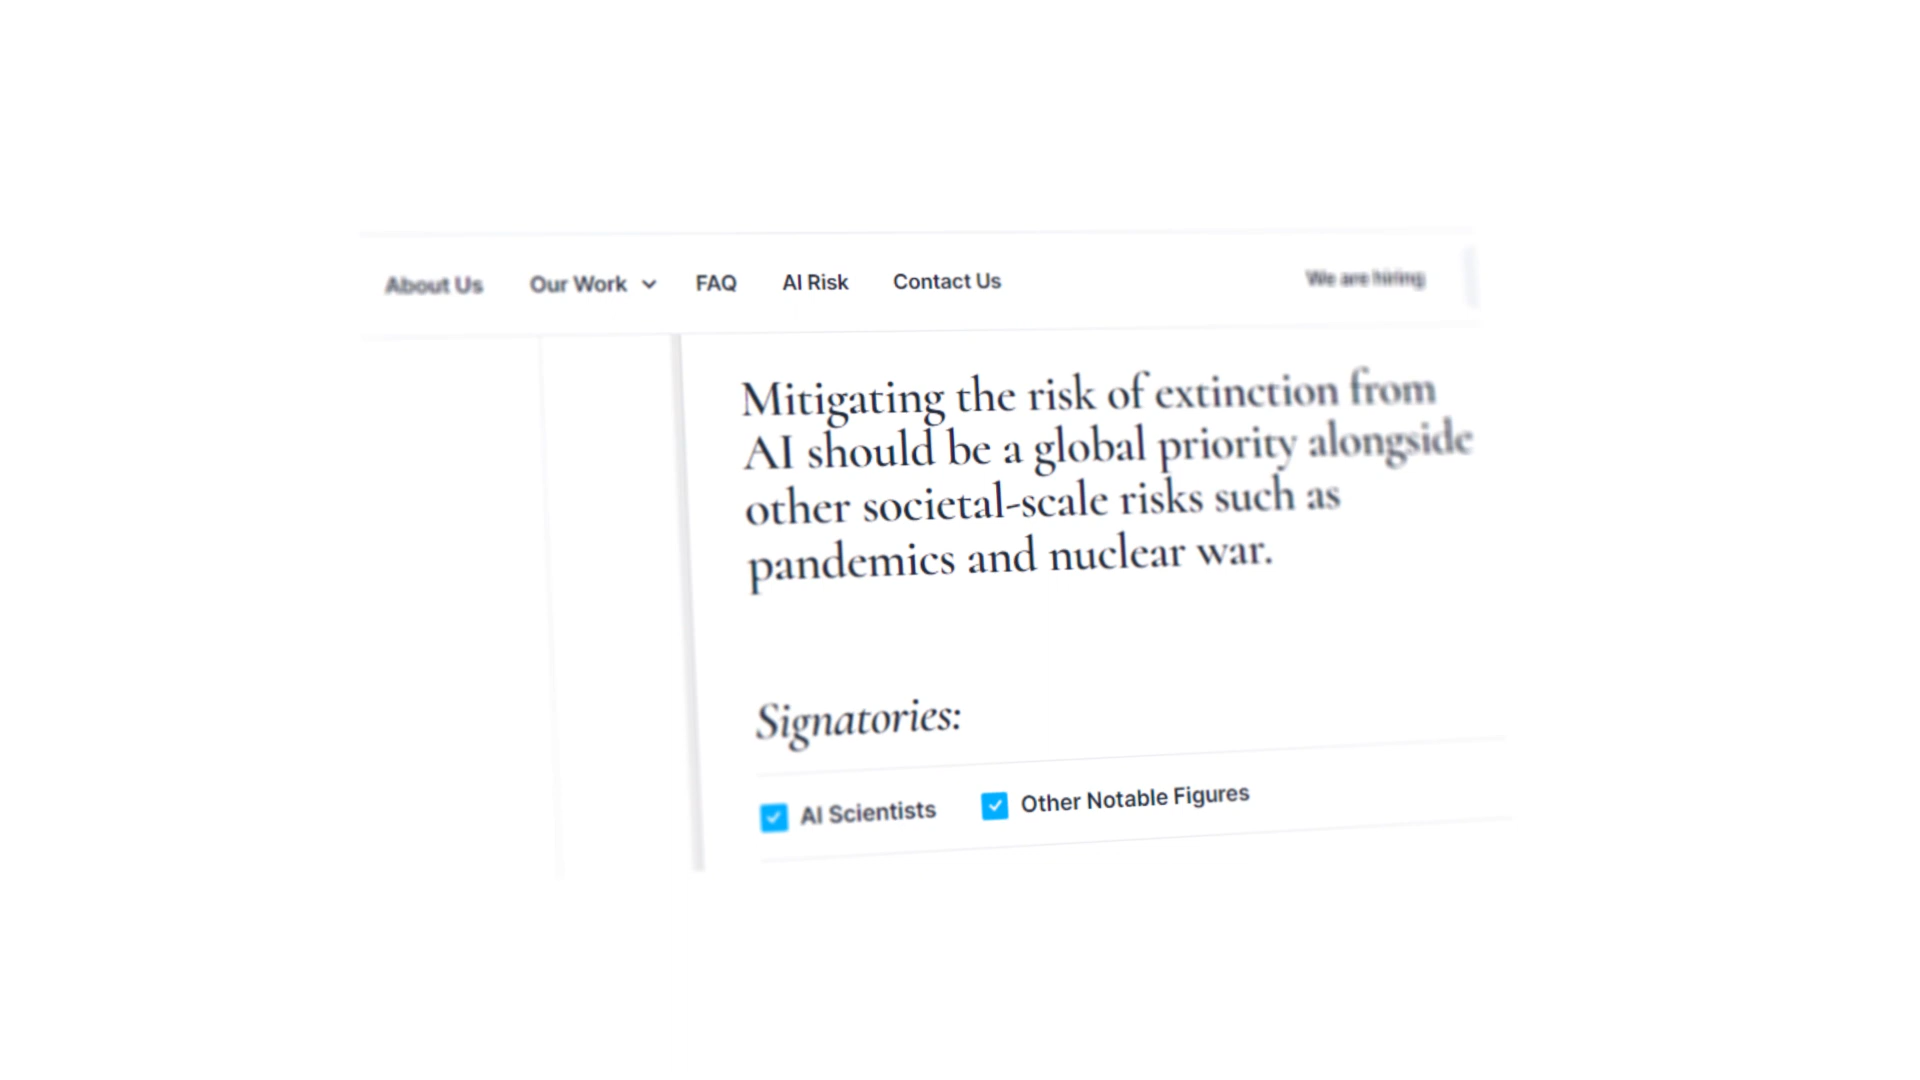 About Us Our Work FAQ AI Risk Contact Us We are hiring
Mitigating the risk of extinction from
AI should be a global priority alongside
other societal-scale risks such as
pandemics and nuclear war.
Signatories:
AI Scientists Other Notable Figures